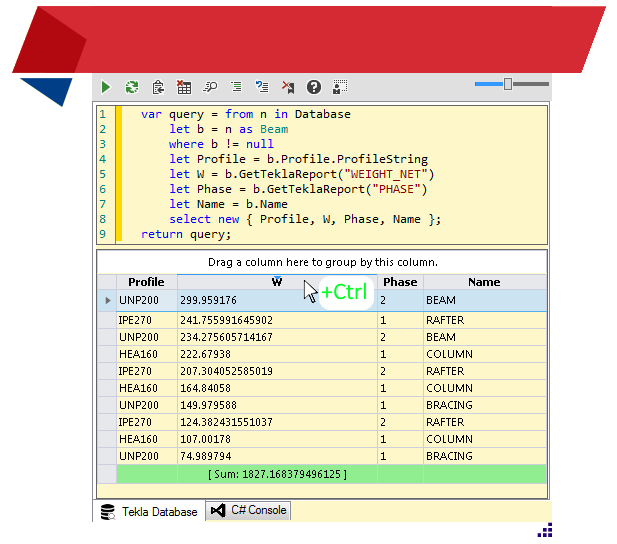 1 var query = from n in Database
2 let b = n as Beam
3 where b != null
4 let Profile = b.Profile.ProfileString
5 let W = b.GetTeklaReport("WEIGHT_NET")
6 let Phase = b.GetTeklaReport("PHASE")
7 let Name = b.Name
8 select new { Profile, W, Phase, Name };
9 return query;
Drag a column here to group by this column.
Profile W Phase Name
+Ctrl
UNP200 299.959176 2 BEAM
IPE270 241.755991645902 1 RAFTER
UNP200 234.275605714167 2 BEAM
HEA160 222.67938 1 COLUMN
IPE270 207.304052585019 2 RAFTER
HEA160 164.84058 1 COLUMN
UNP200 149.979588 1 BRACING
IPE270 124.382431551037 2 RAFTER
HEA160 107.00178 1 COLUMN
UNP200 74.989794 1 BRACING
[ Sum: 1827.168379496125 ]
Tekla Database C# Console